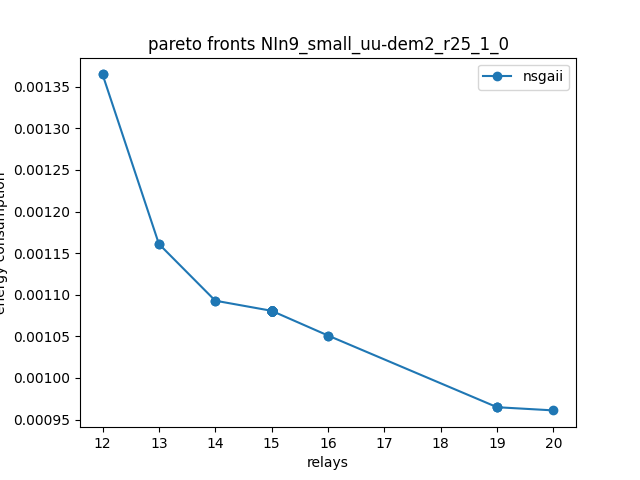 pareto fronts NIn9_small_uu-dem2_r25_1_0
nsgaii
0.00135
0.00130
0.00125
0.00120
0.00115
0.00110
0.00105
0.00100
0.00095
energy consumption
12 13 14 15 16 17 18 19 20
relays